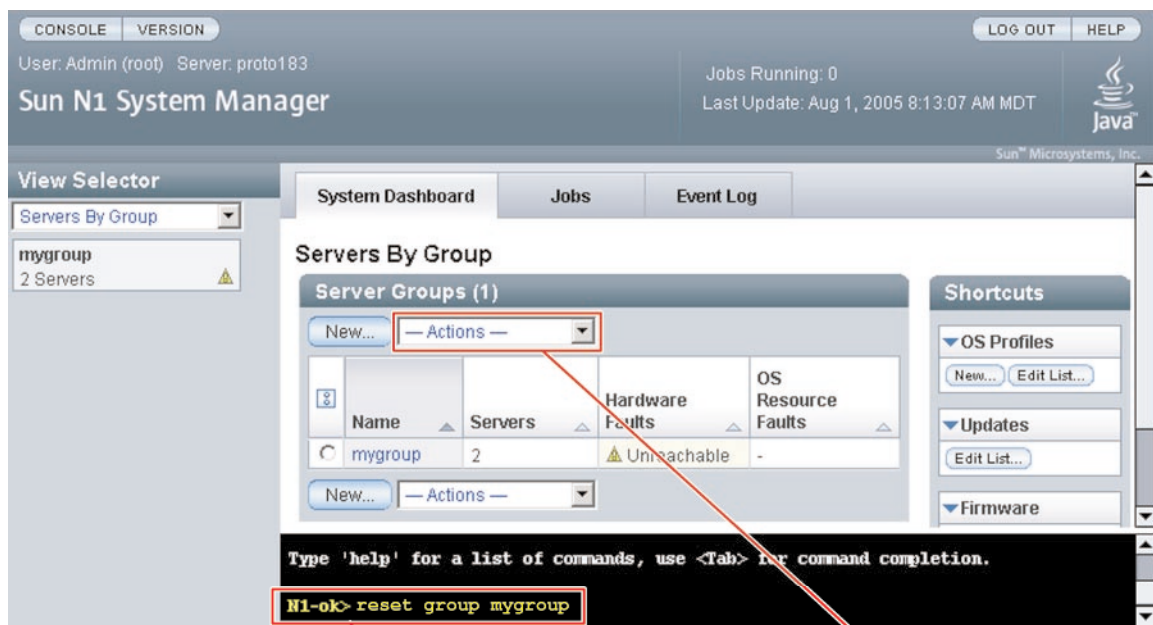 CONSOLE VERSION
LOG OUT HELP
User: Admin (root) Server: proto183
Jobs Running: 0
Sun N1 System Manager
Last Update: Aug 1, 2005 8:13:07 AM MDT
Java™
Sun™ Microsystems, Inc.
View Selector
Servers By Group
mygroup
2 Servers
System Dashboard Jobs Event Log
Servers By Group
Server Groups (1)
New... — Actions —
Name Servers Hardware Faults OS Resource Faults
mygroup 2 Unreachable -
New... — Actions —
Shortcuts
OS Profiles
New... Edit List...
Updates
Edit List...
Firmware
Type 'help' for a list of commands, use <Tab> for command completion.
N1-ok> reset group mygroup